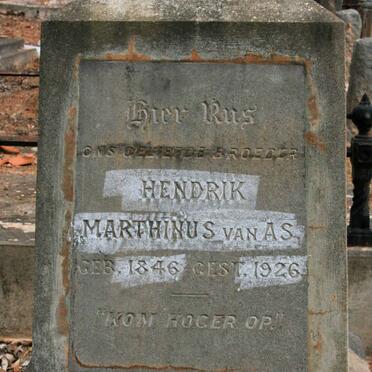 Hier Rus
ONS GELIEFDE BROEDER
HENDRIK
MARTHINUS VAN AS.
GEB. 1846 GEST. 1926.
"KOM HOGER OP."